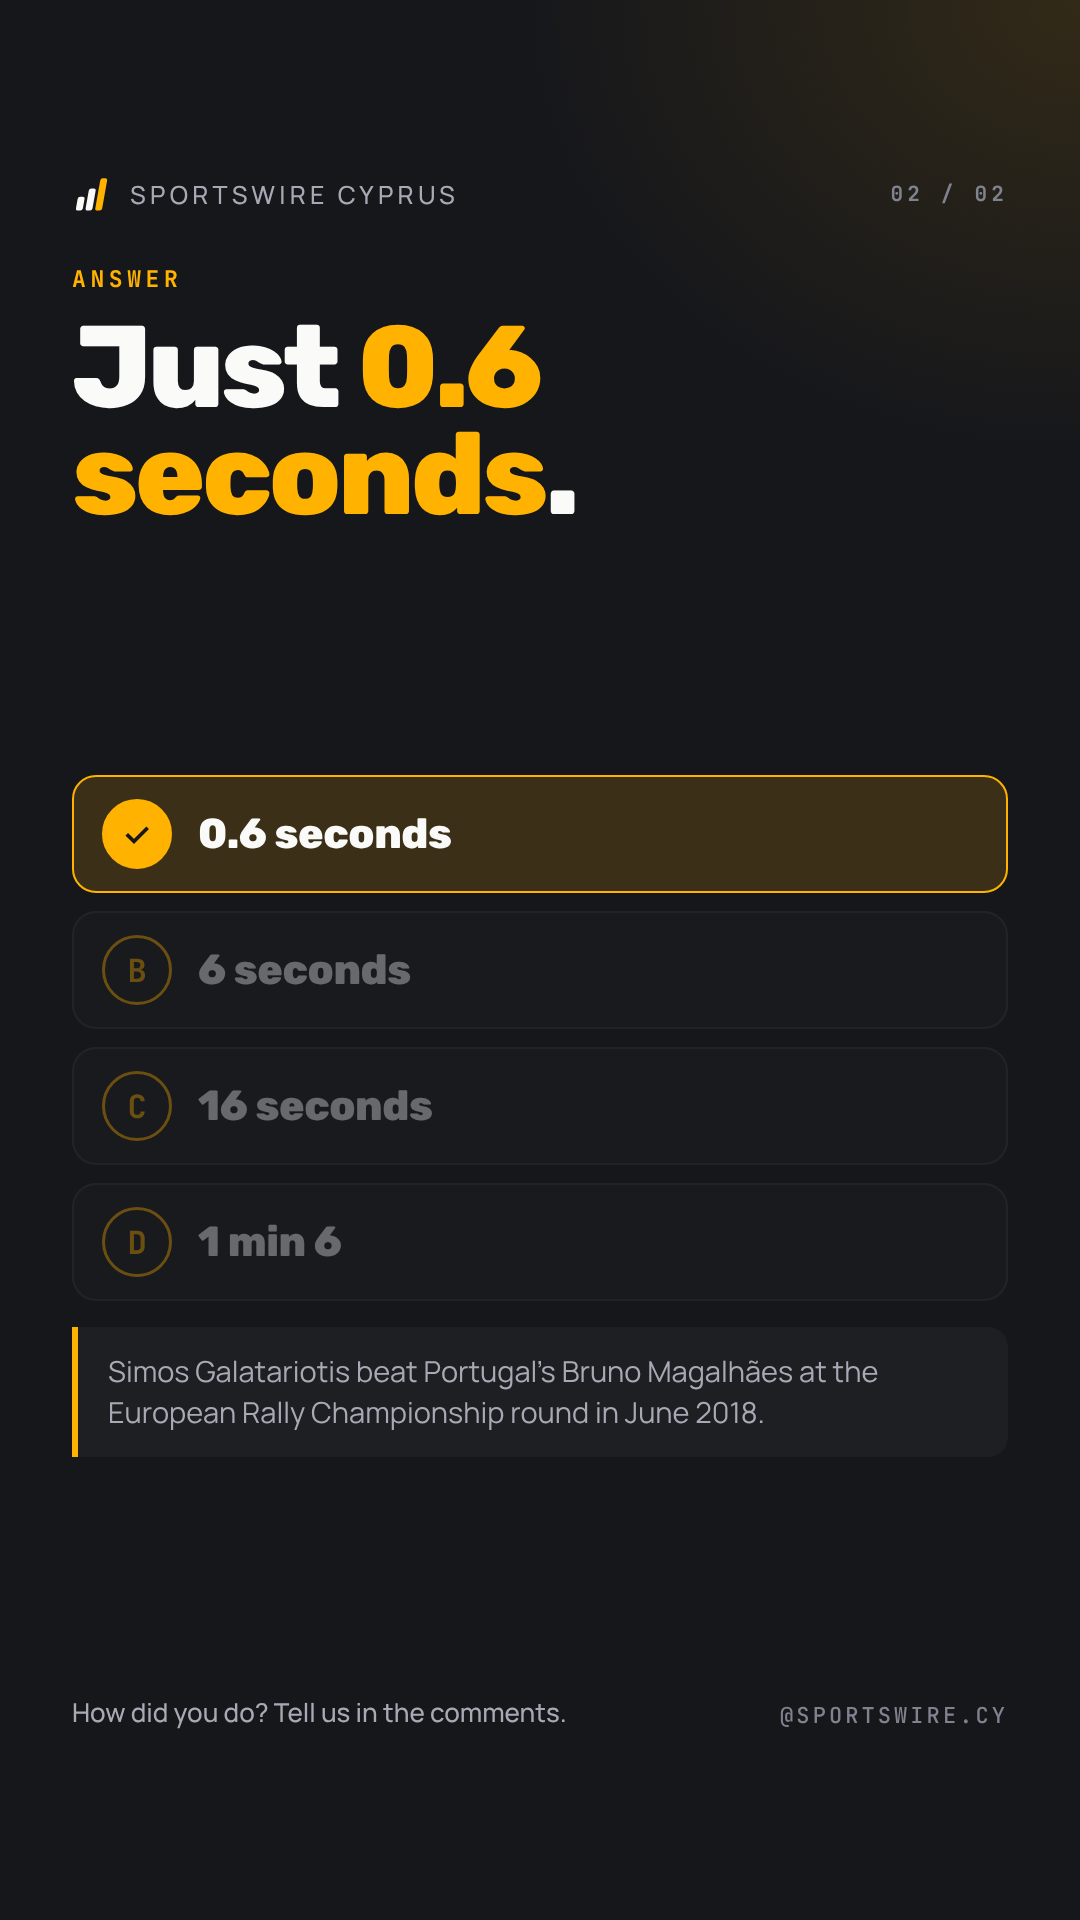 SPORTSWIRE CYPRUS
02 / 02
ANSWER
Just 0.6
seconds.
0.6 seconds
B
6 seconds
C
16 seconds
D
1 min 6
Simos Galatariotis beat Portugal’s Bruno Magalhães at the
European Rally Championship round in June 2018.
How did you do? Tell us in the comments.
@SPORTSWIRE.CY